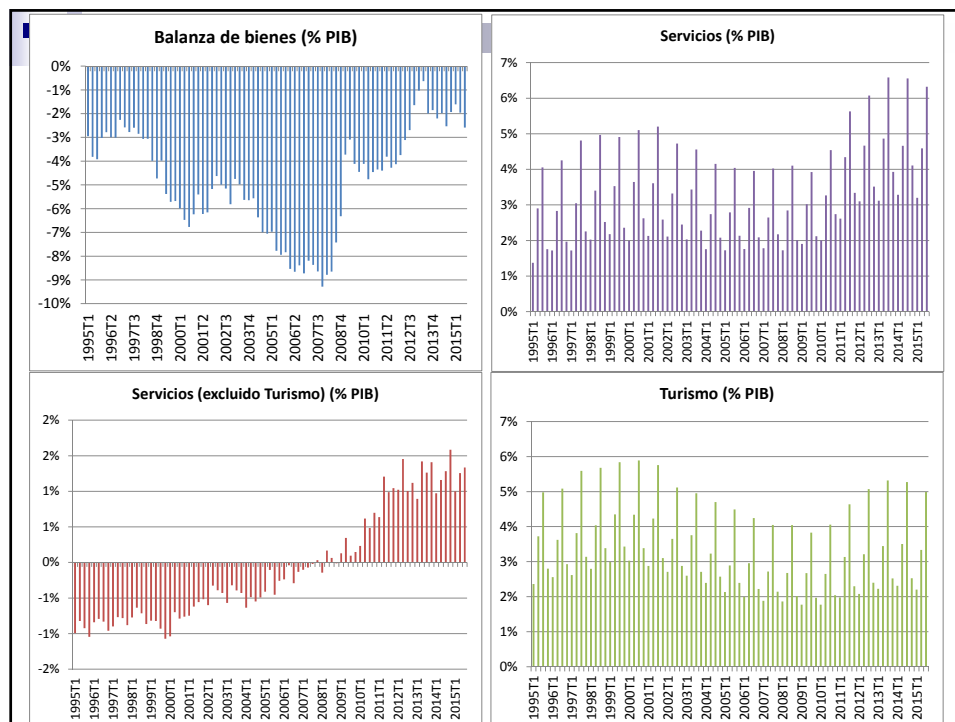 Balanza de bienes (% PIB)
0%
-1%
-2%
-3%
-4%
-5%
-6%
-7%
-8%
-9%
-10%
1995T1
1996T2
1997T3
1998T4
2000T1
2001T2
2002T3
2003T4
2005T1
2006T2
2007T3
2008T4
2010T1
2011T2
2012T3
2013T4
2015T1
Servicios (% PIB)
7%
6%
5%
4%
3%
2%
1%
0%
1995T1
1996T1
1997T1
1998T1
1999T1
2000T1
2001T1
2002T1
2003T1
2004T1
2005T1
2006T1
2007T1
2008T1
2009T1
2010T1
2011T1
2012T1
2013T1
2014T1
2015T1
Servicios (excluido Turismo) (% PIB)
2%
2%
1%
1%
0%
-1%
-1%
-2%
1995T1
1996T1
1997T1
1998T1
1999T1
2000T1
2001T1
2002T1
2003T1
2004T1
2005T1
2006T1
2007T1
2008T1
2009T1
2010T1
2011T1
2012T1
2013T1
2014T1
2015T1
Turismo (% PIB)
7%
6%
5%
4%
3%
2%
1%
0%
1995T1
1996T1
1997T1
1998T1
1999T1
2000T1
2001T1
2002T1
2003T1
2004T1
2005T1
2006T1
2007T1
2008T1
2009T1
2010T1
2011T1
2012T1
2013T1
2014T1
2015T1